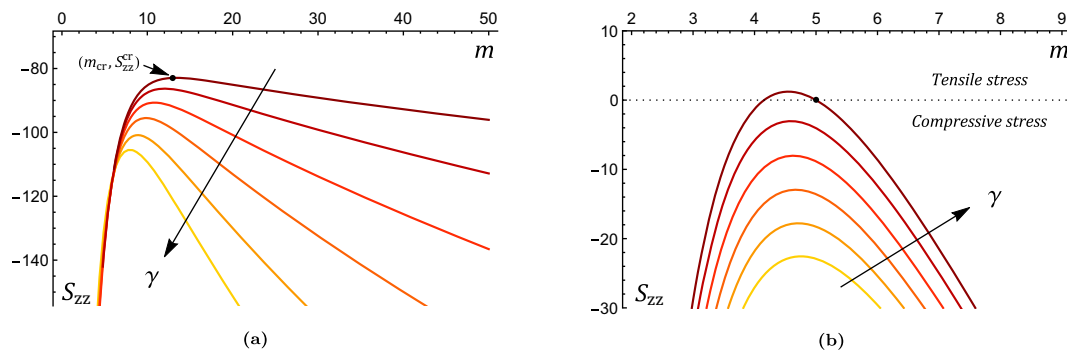 0 10 20 30 40 50
m
−80
−100
−120
−140
(m_cr, S_zz^cr)
γ
S_zz
(a)
2 3 4 5 6 7 8 9
m
10
0
−10
−20
−30
Tensile stress
Compressive stress
γ
S_zz
(b)